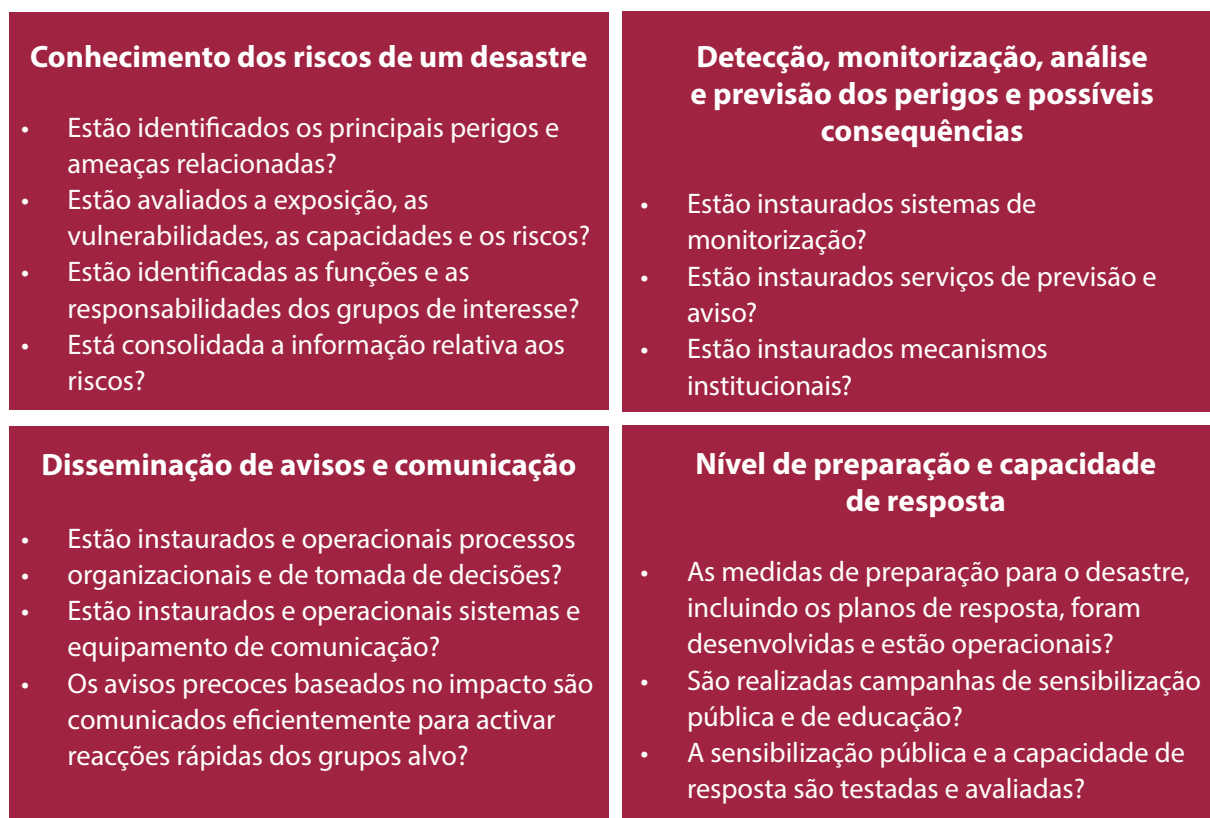 Conhecimento dos riscos de um desastre
• Estão identificados os principais perigos e
ameaças relacionadas?
• Estão avaliados a exposição, as
vulnerabilidades, as capacidades e os riscos?
• Estão identificadas as funções e as
responsabilidades dos grupos de interesse?
• Está consolidada a informação relativa aos
riscos?
Detecção, monitorização, análise
e previsão dos perigos e possíveis
consequências
• Estão instaurados sistemas de
monitorização?
• Estão instaurados serviços de previsão e
aviso?
• Estão instaurados mecanismos
institucionais?
Disseminação de avisos e comunicação
• Estão instaurados e operacionais processos
• organizacionais e de tomada de decisões?
• Estão instaurados e operacionais sistemas e
equipamento de comunicação?
• Os avisos precoces baseados no impacto são
comunicados eficientemente para activar
reacções rápidas dos grupos alvo?
Nível de preparação e capacidade
de resposta
• As medidas de preparação para o desastre,
incluindo os planos de resposta, foram
desenvolvidas e estão operacionais?
• São realizadas campanhas de sensibilização
pública e de educação?
• A sensibilização pública e a capacidade de
resposta são testadas e avaliadas?